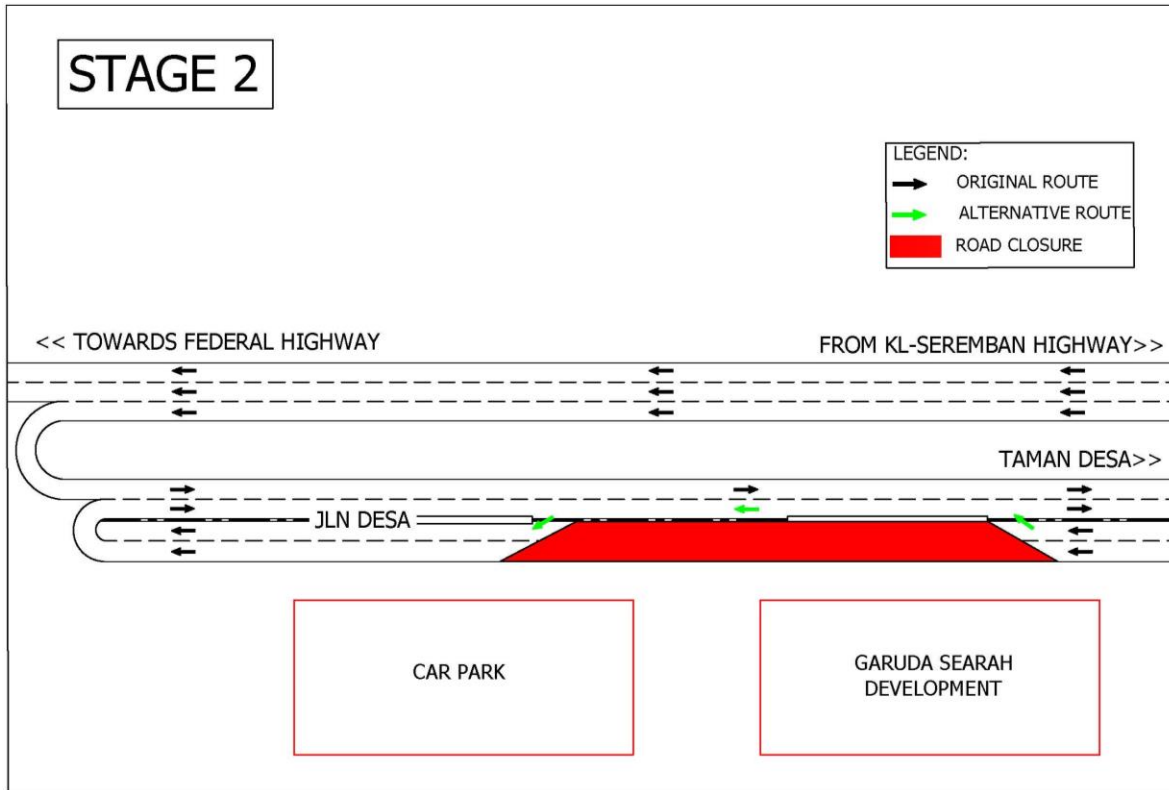 STAGE 2
LEGEND:
ORIGINAL ROUTE
ALTERNATIVE ROUTE
ROAD CLOSURE
<< TOWARDS FEDERAL HIGHWAY
FROM KL-SEREMBAN HIGHWAY>>
TAMAN DESA>>
JLN DESA
CAR PARK
GARUDA SEARAH
DEVELOPMENT